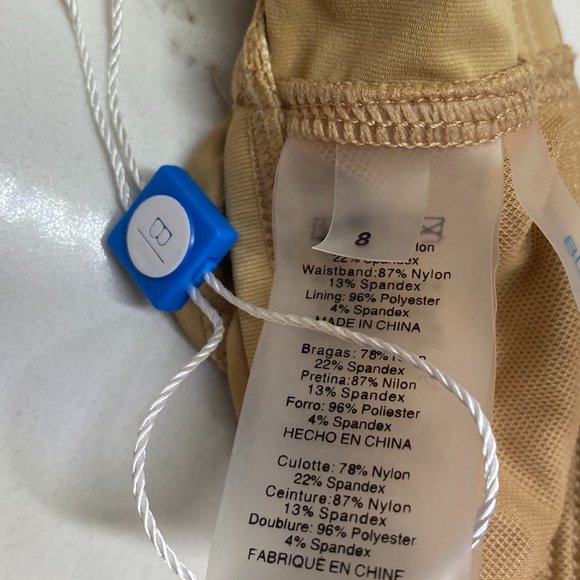 B
8
lon
22% Spandex
Waistband:87% Nylon
13% Spandex
Lining: 96% Polyester
4% Spandex
MADE IN CHINA
Bragas: 78% Nilon
22% Spandex
Pretina:87% Nilon
13% Spandex
Forro: 96% Poliester
4% Spandex
HECHO EN CHINA
Culotte: 78% Nylon
22% Spandex
Ceinture:87% Nylon
13% Spandex
Doublure: 96% Polyester
4% Spandex
FABRIQUÉ EN CHINE